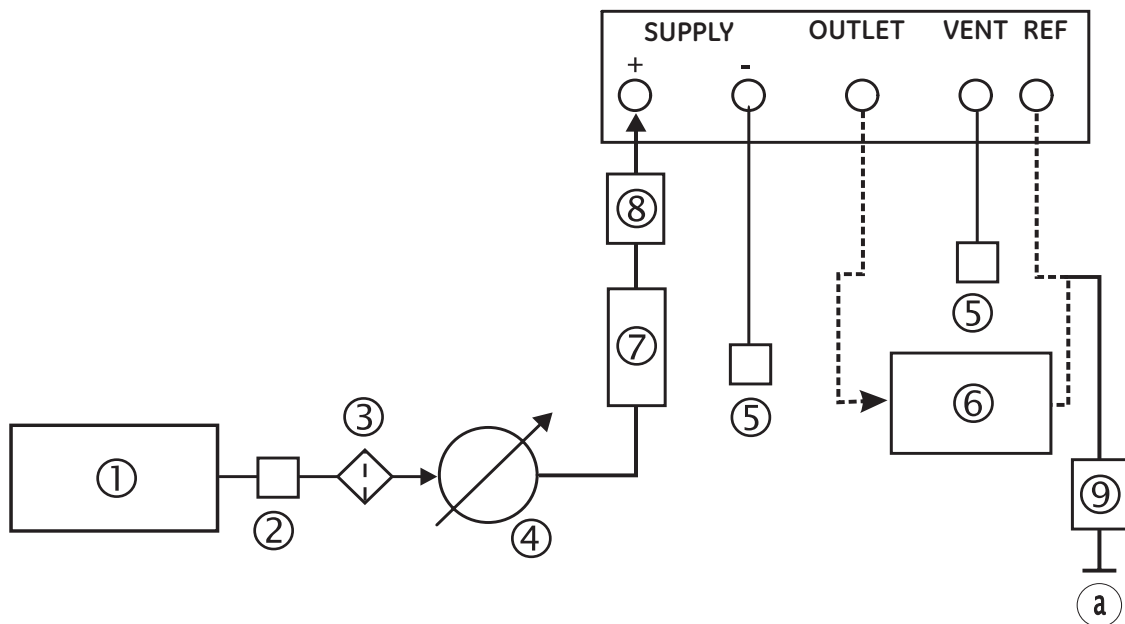 SUPPLY OUTLET VENT REF
+ -
⑧
⑤
⑦
③ ⑤ ⑥
①
② ④ ⑨
ⓐ